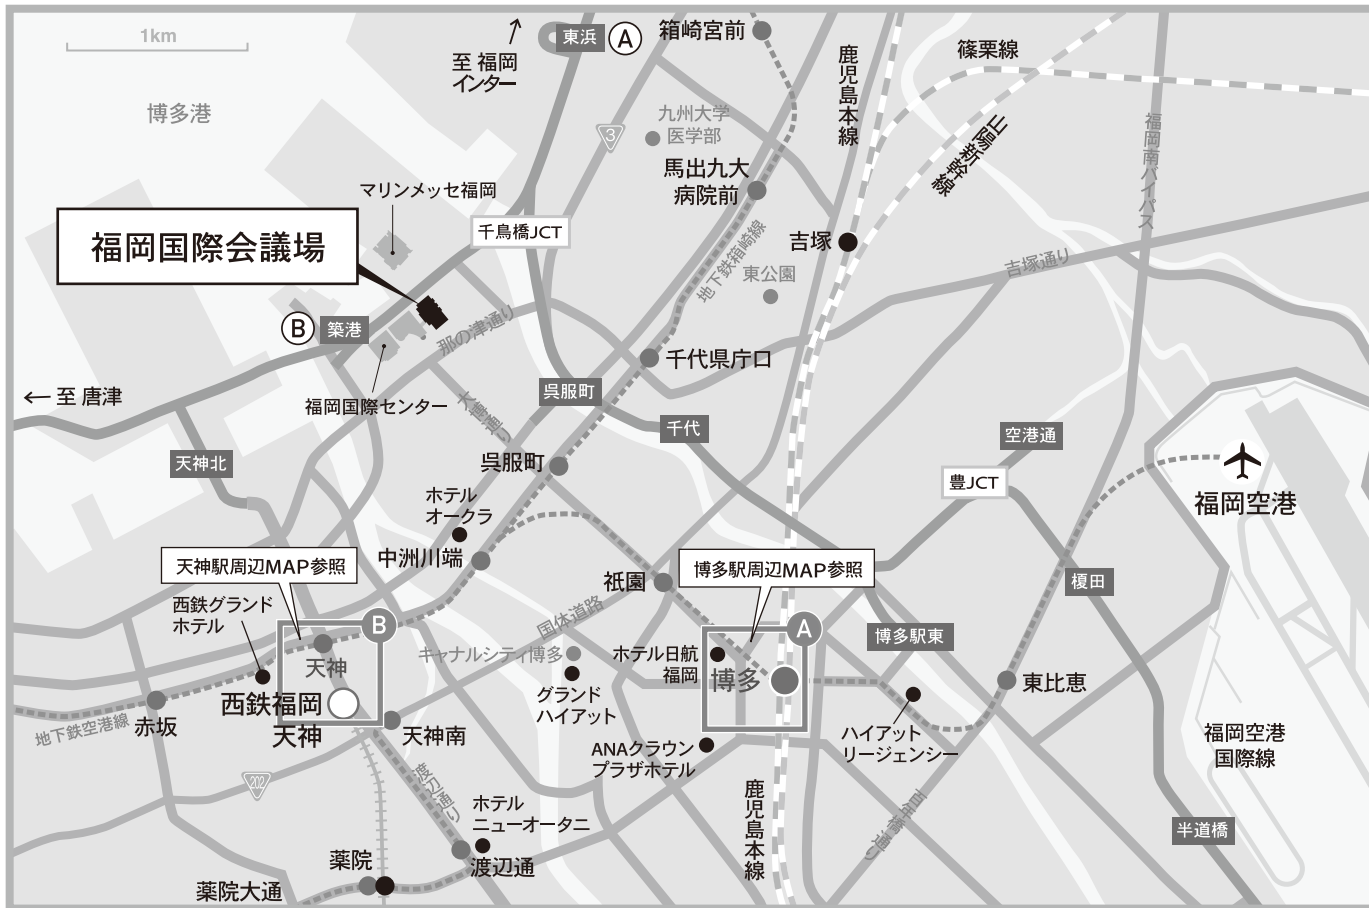 1km
博多港
至 福岡
インター
東浜
A
箱崎宮前
鹿児島本線
篠栗線
山陽新幹線
福岡南バイパス
九州大学
医学部
3
馬出九大
病院前
マリンメッセ福岡
千鳥橋JCT
福岡国際会議場
地下鉄箱崎線
吉塚
東公園
吉塚通り
B
築港
那の津通り
千代県庁口
← 至 唐津
福岡国際センター
大博通り
呉服町
千代
空港通
天神北
呉服町
豊JCT
福岡空港
ホテル
オークラ
中洲川端
天神駅周辺MAP参照
祇園
博多駅周辺MAP参照
榎田
西鉄グランド
ホテル
B
国体道路
A
博多駅東
天神
キャナルシティ博多
ホテル日航
福岡
博多
東比恵
西鉄福岡
天神
グランド
ハイアット
赤坂
地下鉄空港線
天神南
ANAクラウン
プラザホテル
ハイアット
リージェンシー
福岡空港
国際線
202
渡辺通り
鹿児島本線
百年橋通り
ホテル
ニューオータニ
半道橋
薬院
渡辺通
薬院大通